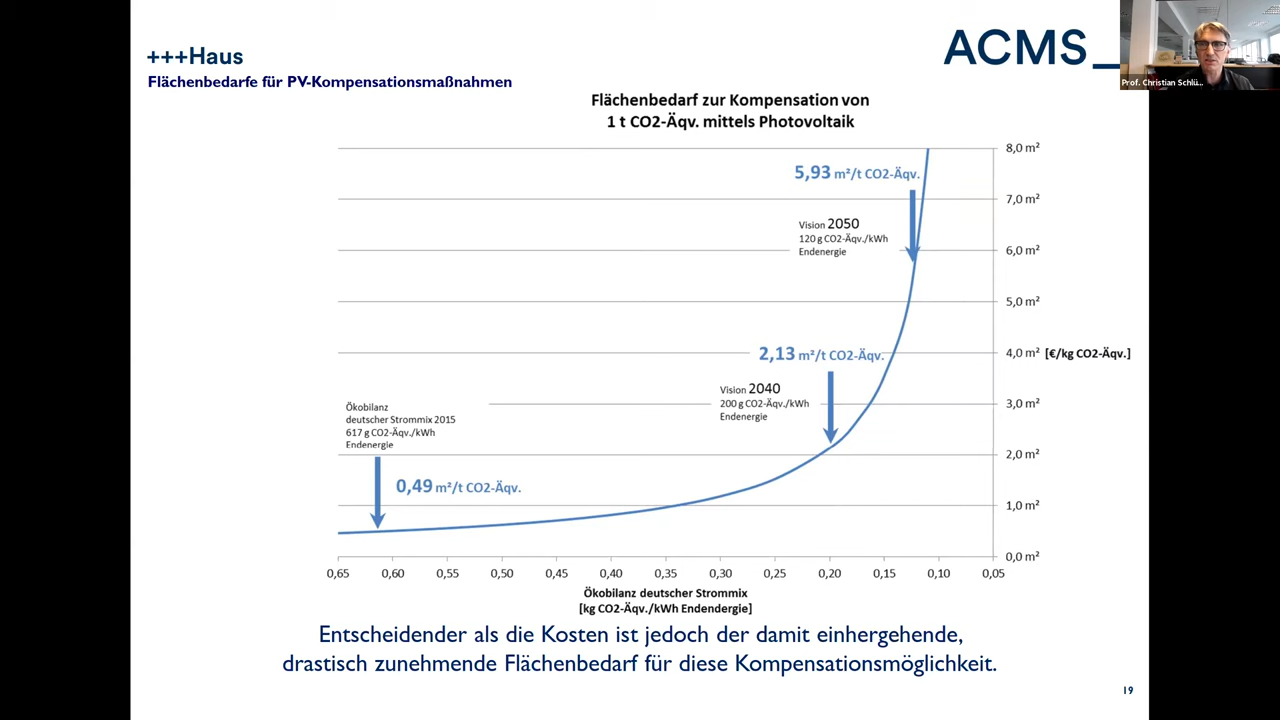 +++Haus
ACMS_
Flächenbedarfe für PV-Kompensationsmaßnahmen
Prof. Christian Schlü...
Flächenbedarf zur Kompensation von
1 t CO2-Äqv. mittels Photovoltaik
8,0 m²
5,93 m²/t CO2-Äqv.
7,0 m²
Vision 2050
120 g CO2-Äqv./kWh
Endenergie
6,0 m²
5,0 m²
2,13 m²/t CO2-Äqv.
4,0 m² [€/kg CO2-Äqv.]
Vision 2040
200 g CO2-Äqv./kWh
Endenergie
3,0 m²
Ökobilanz
deutscher Strommix 2015
617 g CO2-Äqv./kWh
Endenergie
2,0 m²
0,49 m²/t CO2-Äqv.
1,0 m²
0,0 m²
0,65 0,60 0,55 0,50 0,45 0,40 0,35 0,30 0,25 0,20 0,15 0,10 0,05
Ökobilanz deutscher Strommix
[kg CO2-Äqv./kWh Endendergie]
Entscheidender als die Kosten ist jedoch der damit einhergehende,
drastisch zunehmende Flächenbedarf für diese Kompensationsmöglichkeit.
19